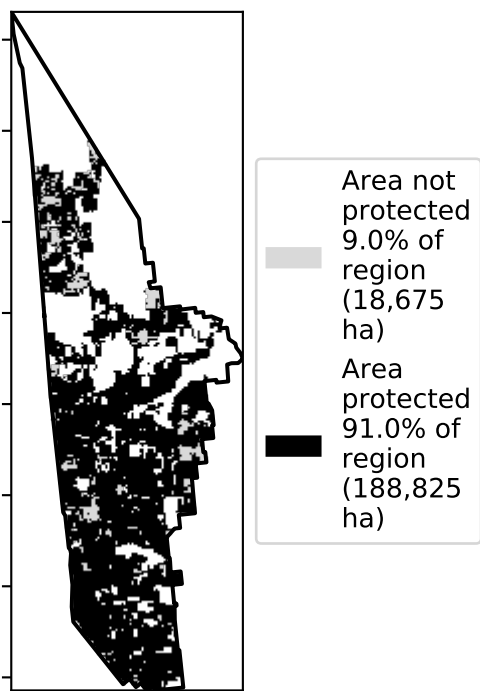 Area not
protected
9.0% of
region
(18,675
ha)
Area
protected
91.0% of
region
(188,825
ha)